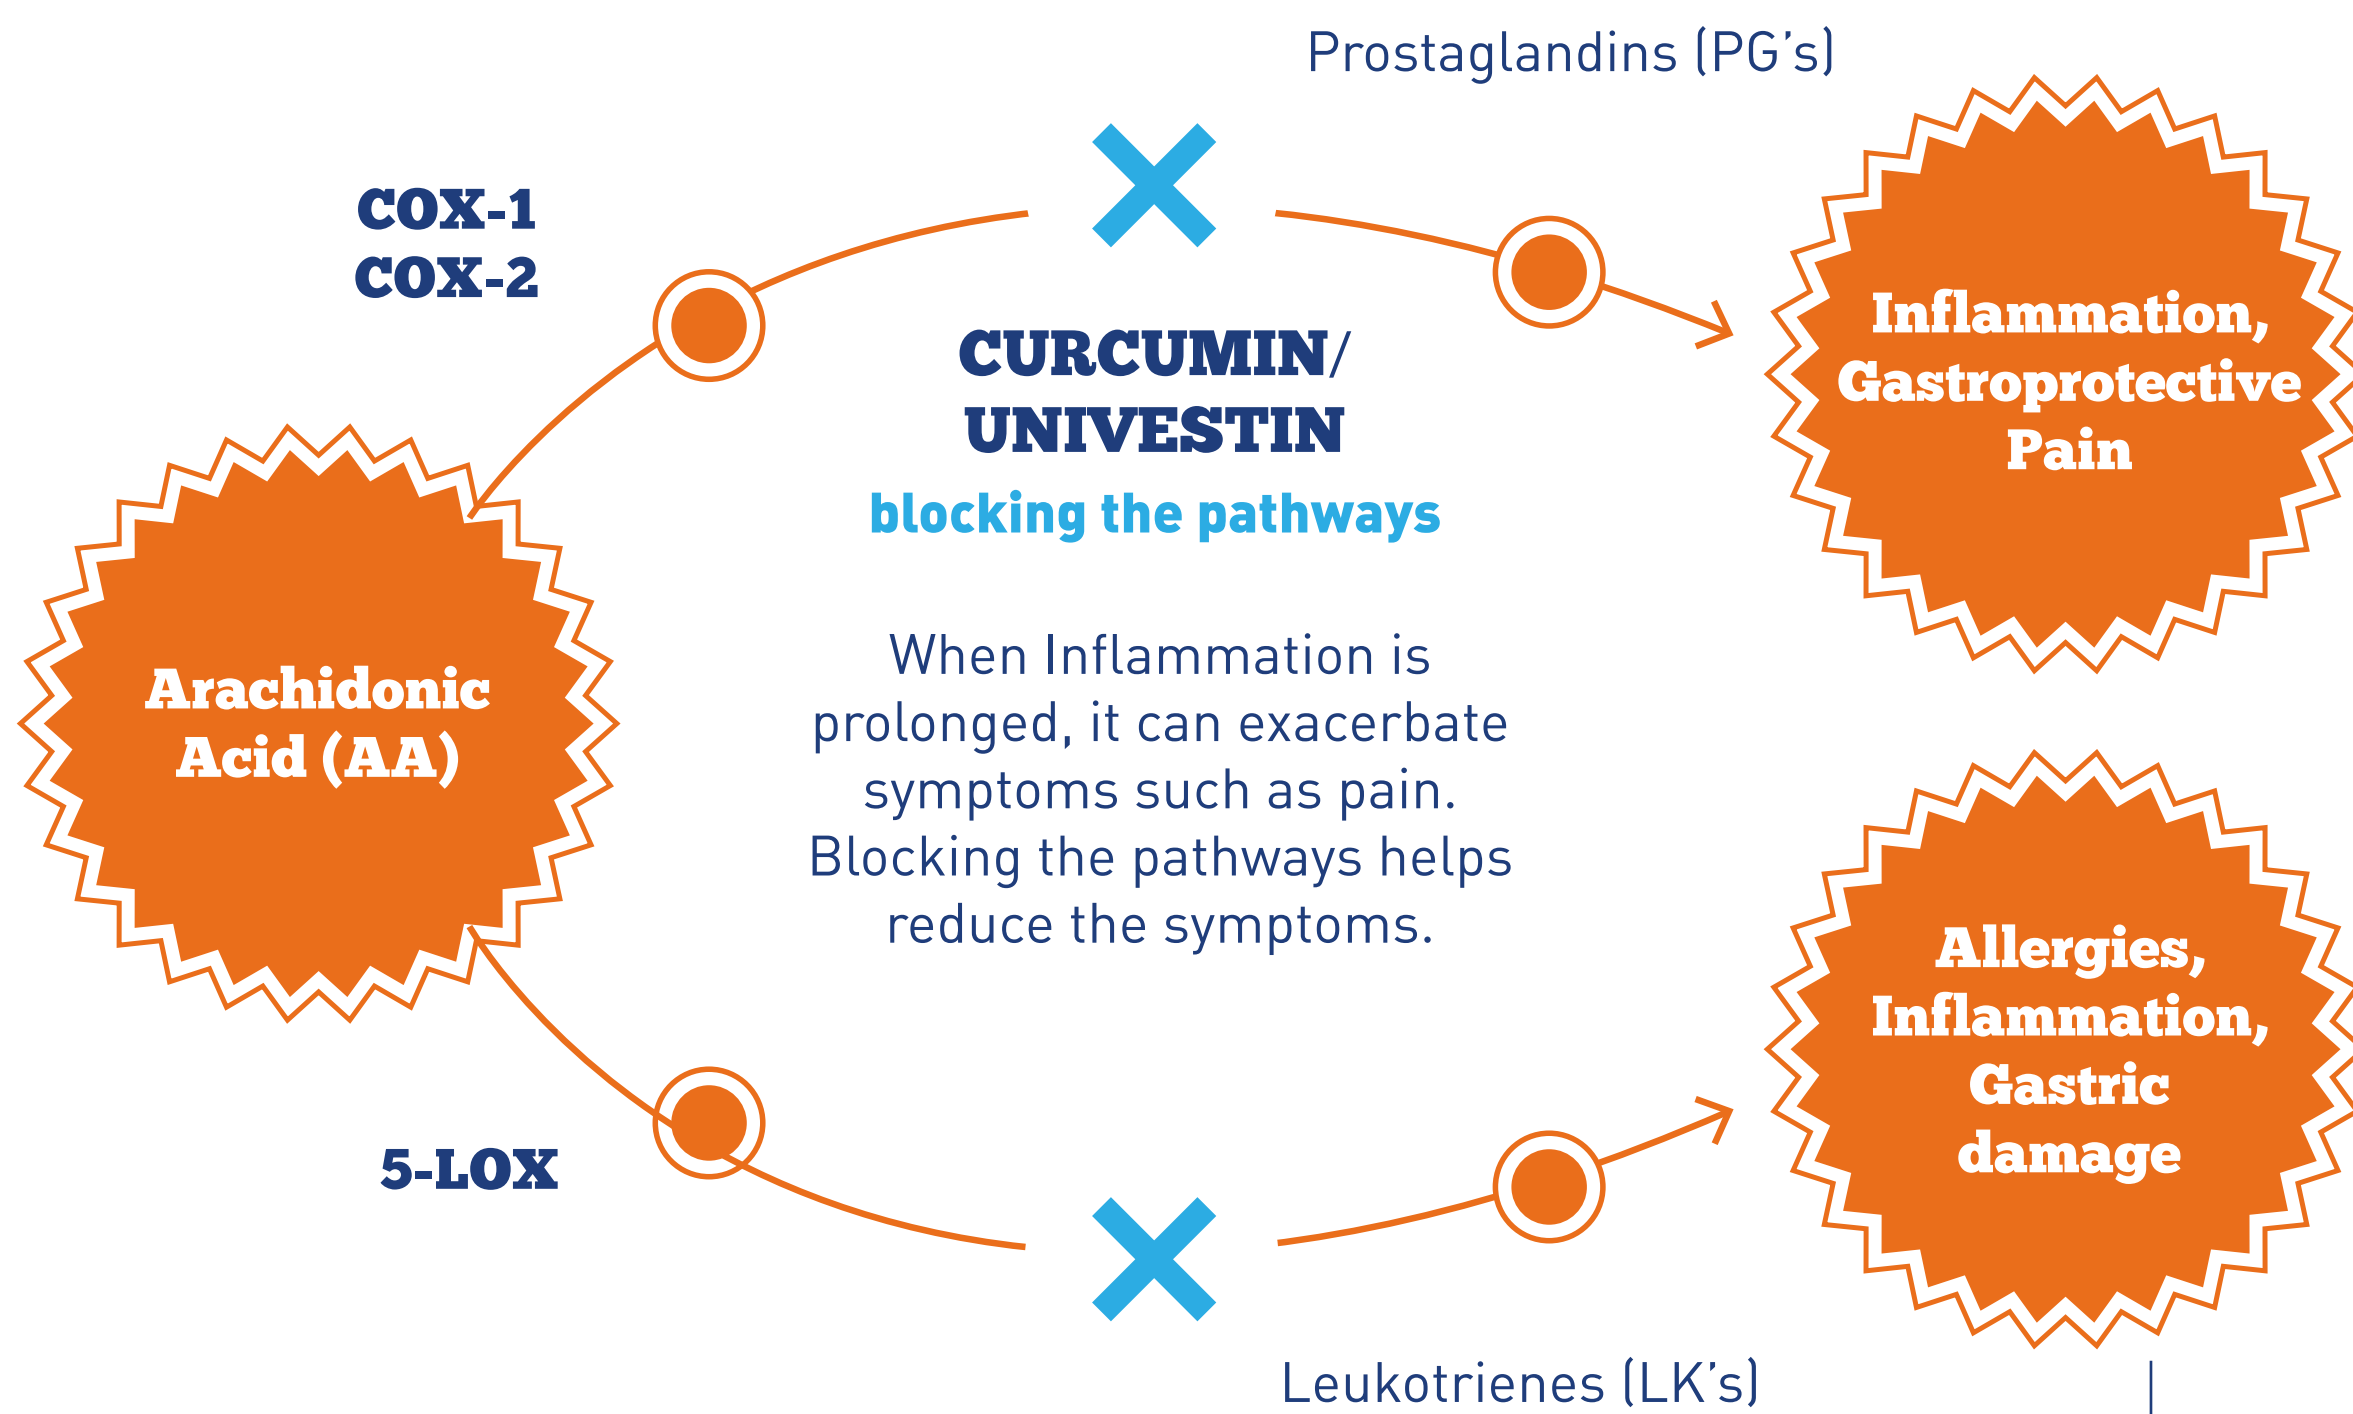 Prostaglandins (PG's)
COX-1
COX-2
CURCUMIN/
UNIVESTIN
blocking the pathways
When Inflammation is
prolonged, it can exacerbate
symptoms such as pain.
Blocking the pathways helps
reduce the symptoms.
Inflammation,
Gastroprotective
Pain
Arachidonic
Acid (AA)
Allergies,
Inflammation,
Gastric
damage
5-LOX
Leukotrienes (LK's)